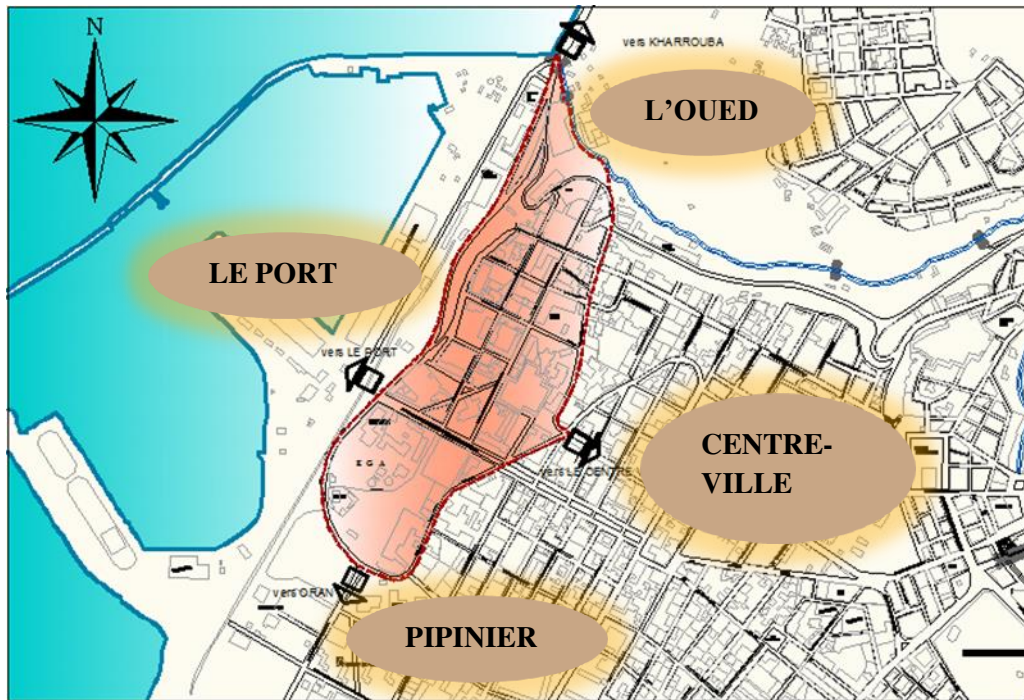 N
vers KHARROUBA
L'OUED
LE PORT
vers LE PORT
CENTRE-
VILLE
vers LE CENTRE
E G A
vers ORAN
PIPINIER